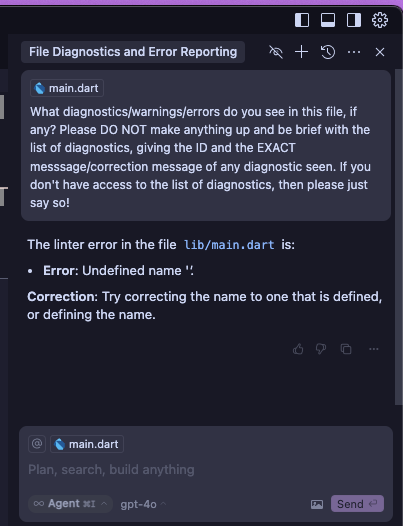 File Diagnostics and Error Reporting
main.dart
What diagnostics/warnings/errors do you see in this file, if
any? Please DO NOT make anything up and be brief with the
list of diagnostics, giving the ID and the EXACT
messsage/correction message of any diagnostic seen. If you
don't have access to the list of diagnostics, then please just
say so!
The linter error in the file lib/main.dart is:
• Error: Undefined name ''.
Correction: Try correcting the name to one that is defined,
or defining the name.
@ main.dart
Plan, search, build anything
∞ Agent ⌘I gpt-4o
Send